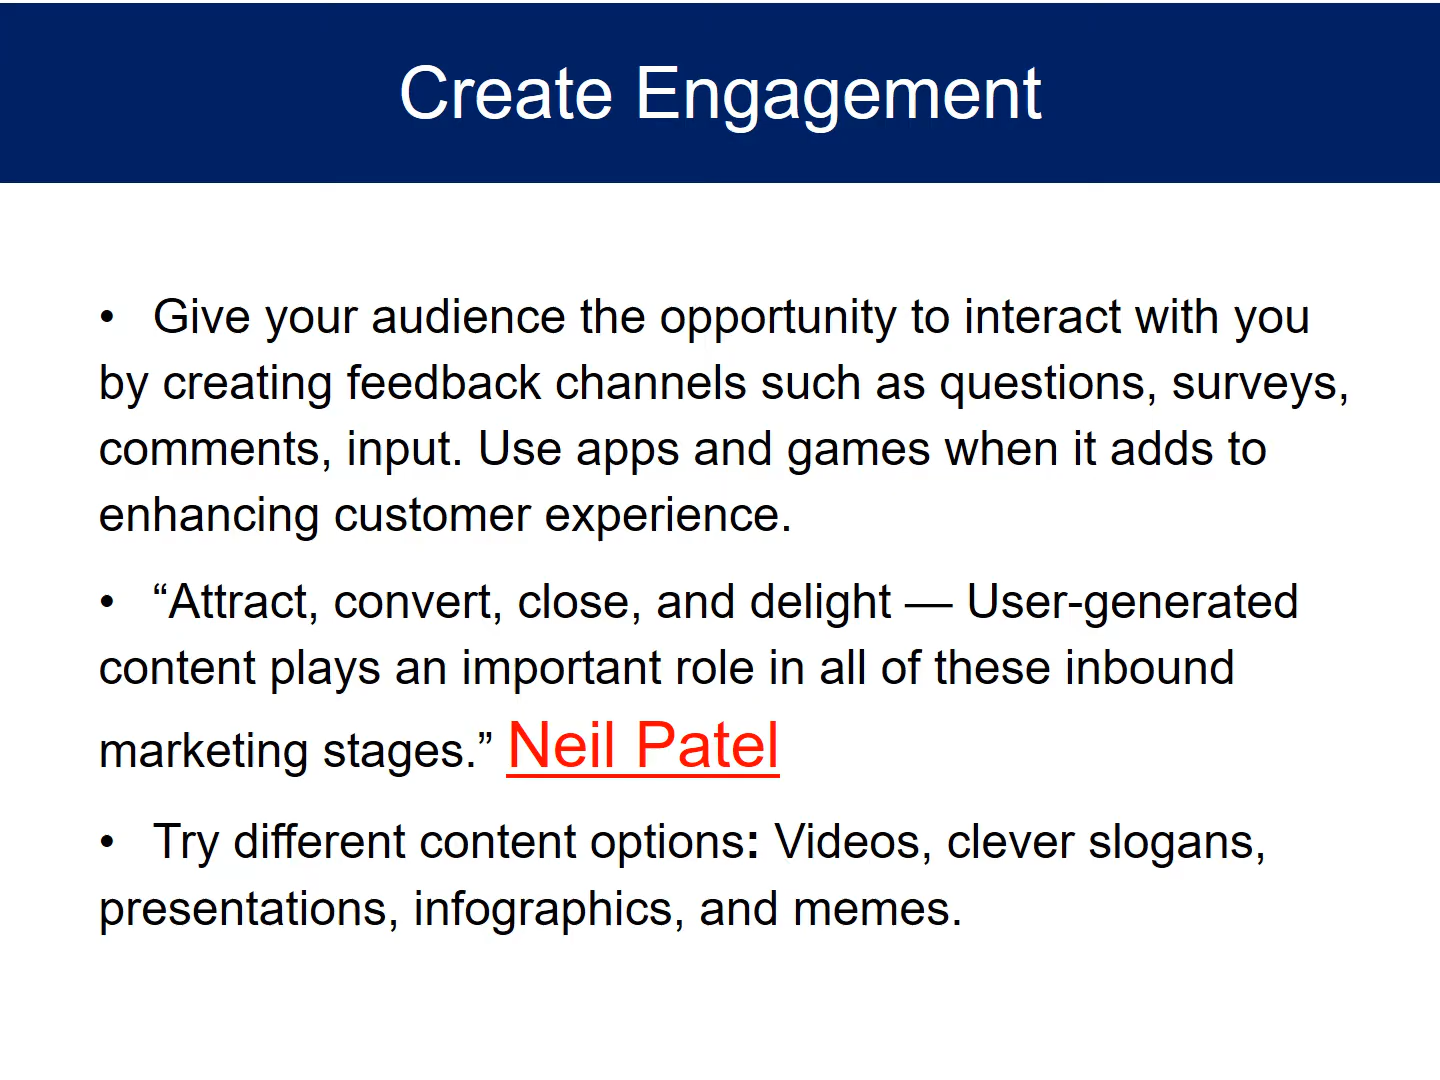 Create Engagement
• Give your audience the opportunity to interact with you
by creating feedback channels such as questions, surveys,
comments, input. Use apps and games when it adds to
enhancing customer experience.
• “Attract, convert, close, and delight — User-generated
content plays an important role in all of these inbound
marketing stages.” Neil Patel
• Try different content options: Videos, clever slogans,
presentations, infographics, and memes.